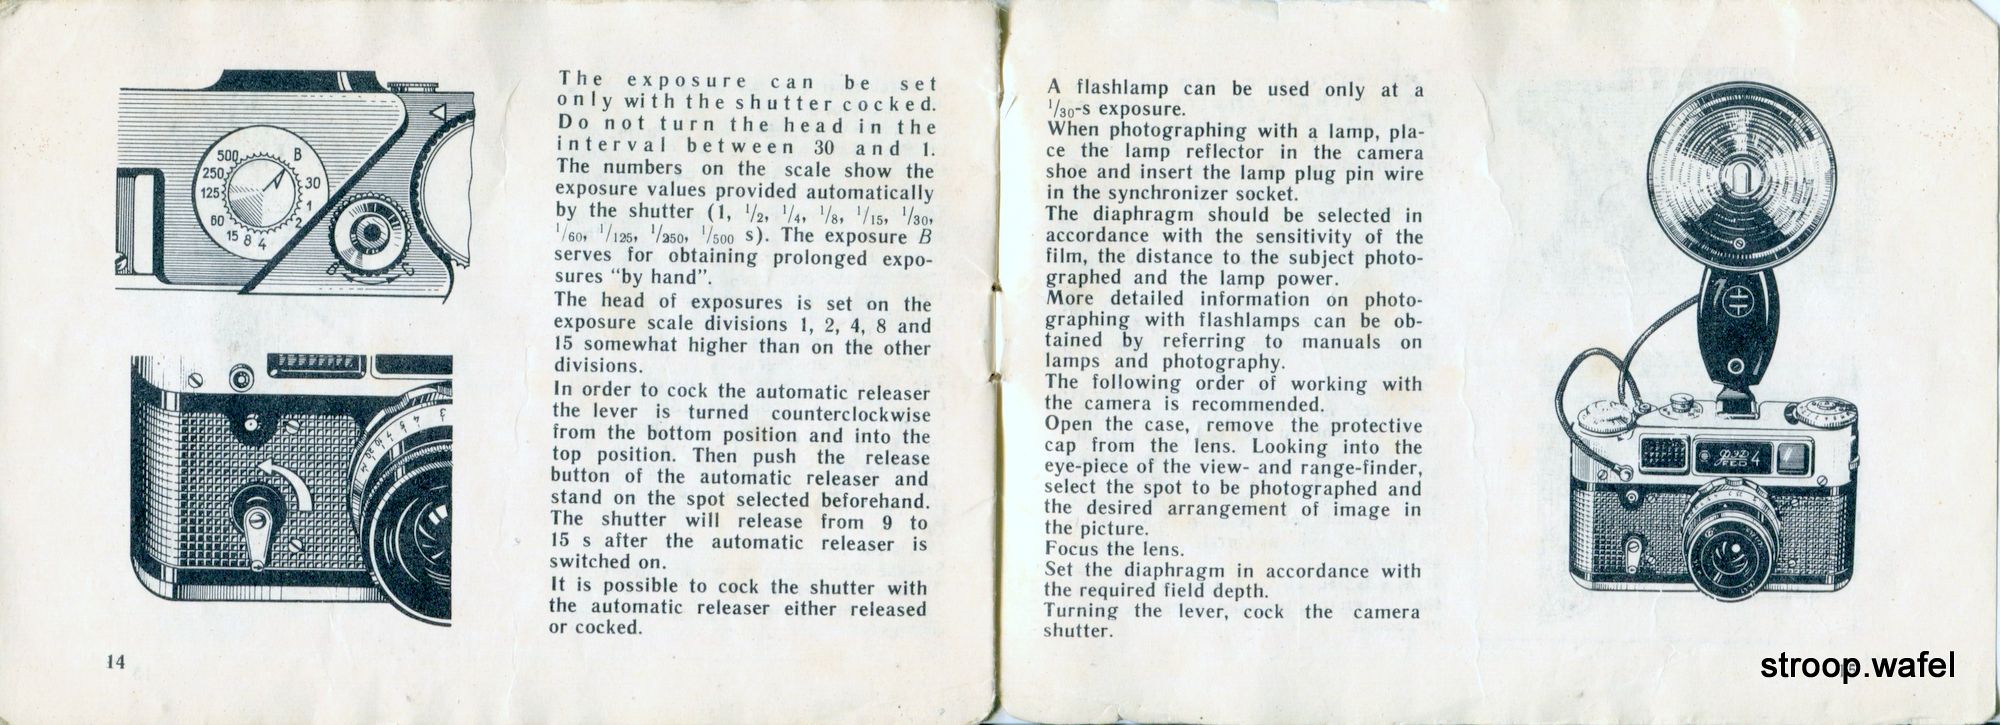 500
B
250
30
125
1
60
2
15 8 4
The exposure can be set
only with the shutter cocked.
Do not turn the head in the
interval between 30 and 1.
The numbers on the scale show the
exposure values provided automatically
by the shutter (1, 1/2, 1/4, 1/8, 1/15, 1/30,
1/60, 1/125, 1/250, 1/500 s). The exposure B
serves for obtaining prolonged expo-
sures “by hand”.
The head of exposures is set on the
exposure scale divisions 1, 2, 4, 8 and
15 somewhat higher than on the other
divisions.
In order to cock the automatic releaser
the lever is turned counterclockwise
from the bottom position and into the
top position. Then push the release
button of the automatic releaser and
stand on the spot selected beforehand.
The shutter will release from 9 to
15 s after the automatic releaser is
switched on.
It is possible to cock the shutter with
the automatic releaser either released
or cocked.
14
A flashlamp can be used only at a
1/30-s exposure.
When photographing with a lamp, pla-
ce the lamp reflector in the camera
shoe and insert the lamp plug pin wire
in the synchronizer socket.
The diaphragm should be selected in
accordance with the sensitivity of the
film, the distance to the subject photo-
graphed and the lamp power.
More detailed information on photo-
graphing with flashlamps can be ob-
tained by referring to manuals on
lamps and photography.
The following order of working with
the camera is recommended.
Open the case, remove the protective
cap from the lens. Looking into the
eye-piece of the view- and range-finder,
select the spot to be photographed and
the desired arrangement of image in
the picture.
Focus the lens.
Set the diaphragm in accordance with
the required field depth.
Turning the lever, cock the camera
shutter.
ФЭД 4
FED
stroop.wafel